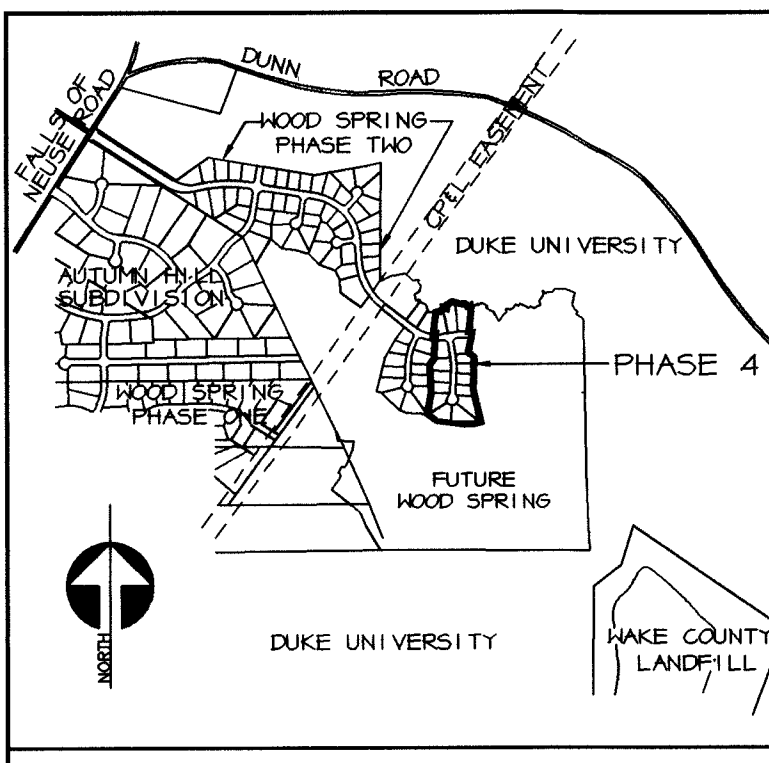 DUNN ROAD
FALLS OF
NEUSE ROAD
WOOD SPRING
PHASE TWO
CP&L EASEMENT
DUKE UNIVERSITY
AUTUMN HILL
SUBDIVISION
PHASE 4
WOOD SPRING
PHASE ONE
FUTURE
WOOD SPRING
NORTH
DUKE UNIVERSITY
WAKE COUNTY
LANDFILL